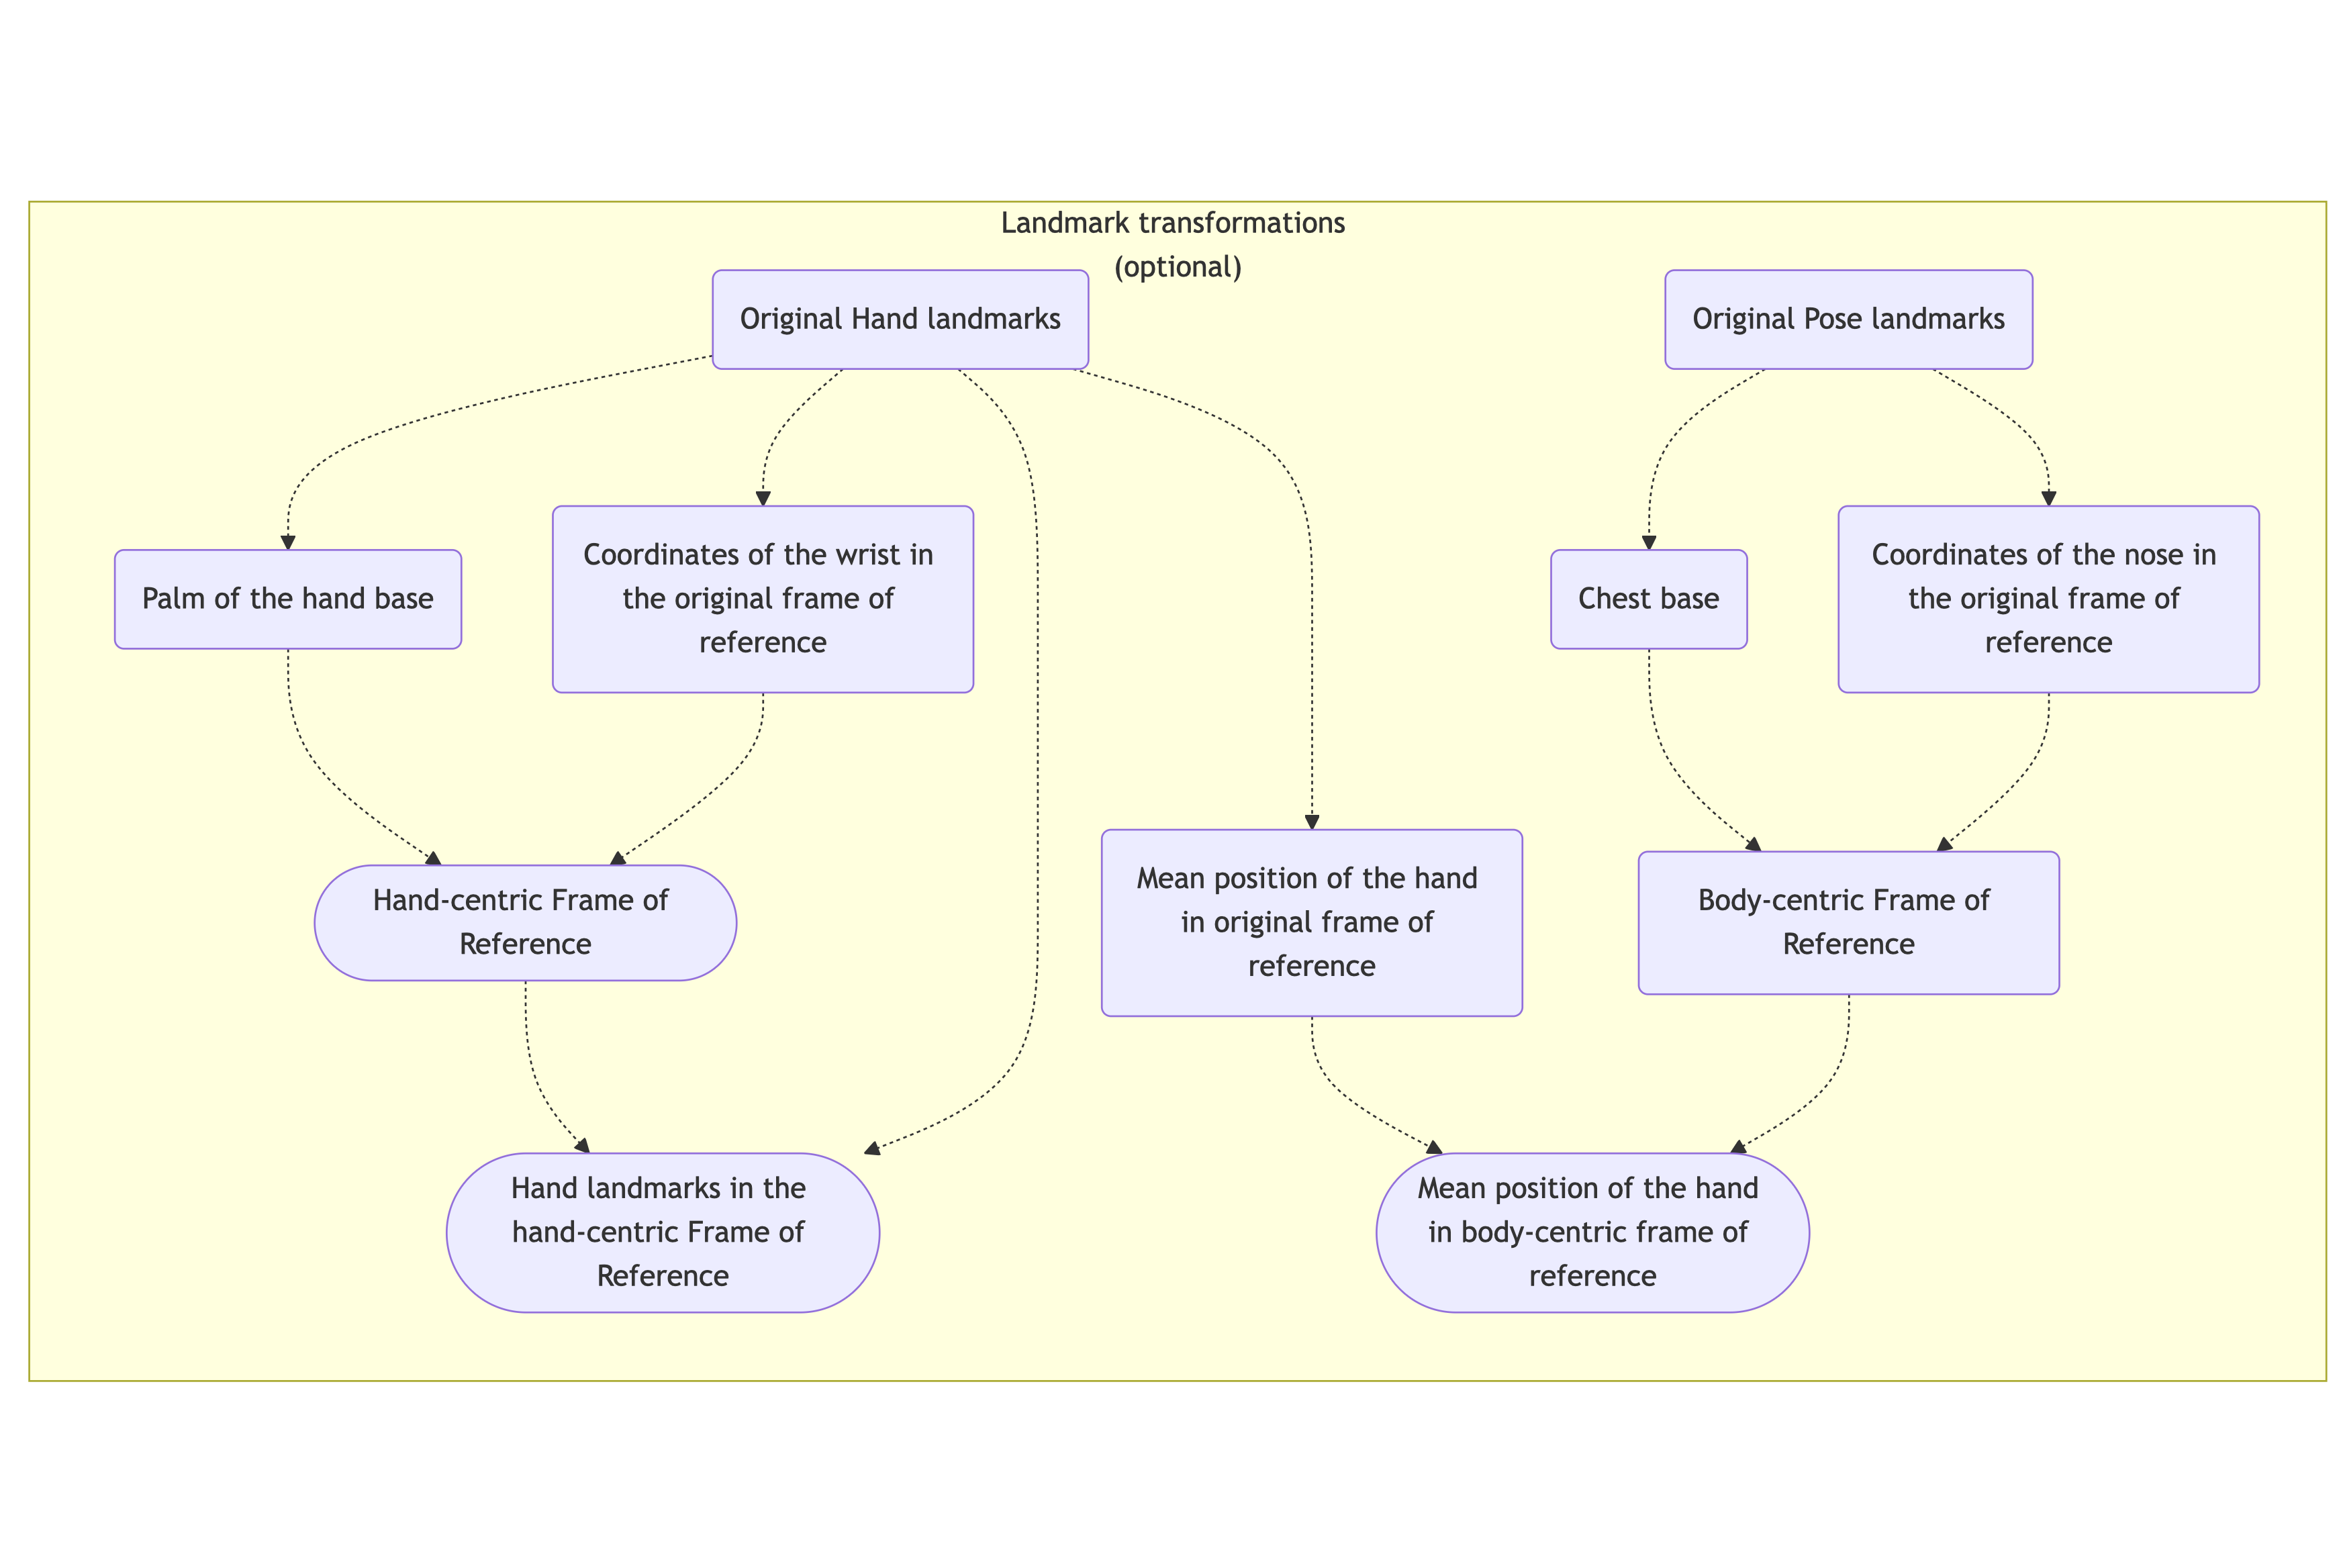 Landmark transformations
(optional)
Original Hand landmarks
Original Pose landmarks
Palm of the hand base
Coordinates of the wrist in
the original frame of
reference
Chest base
Coordinates of the nose in
the original frame of
reference
Hand-centric Frame of
Reference
Mean position of the hand
in original frame of
reference
Body-centric Frame of
Reference
Hand landmarks in the
hand-centric Frame of
Reference
Mean position of the hand
in body-centric frame of
reference